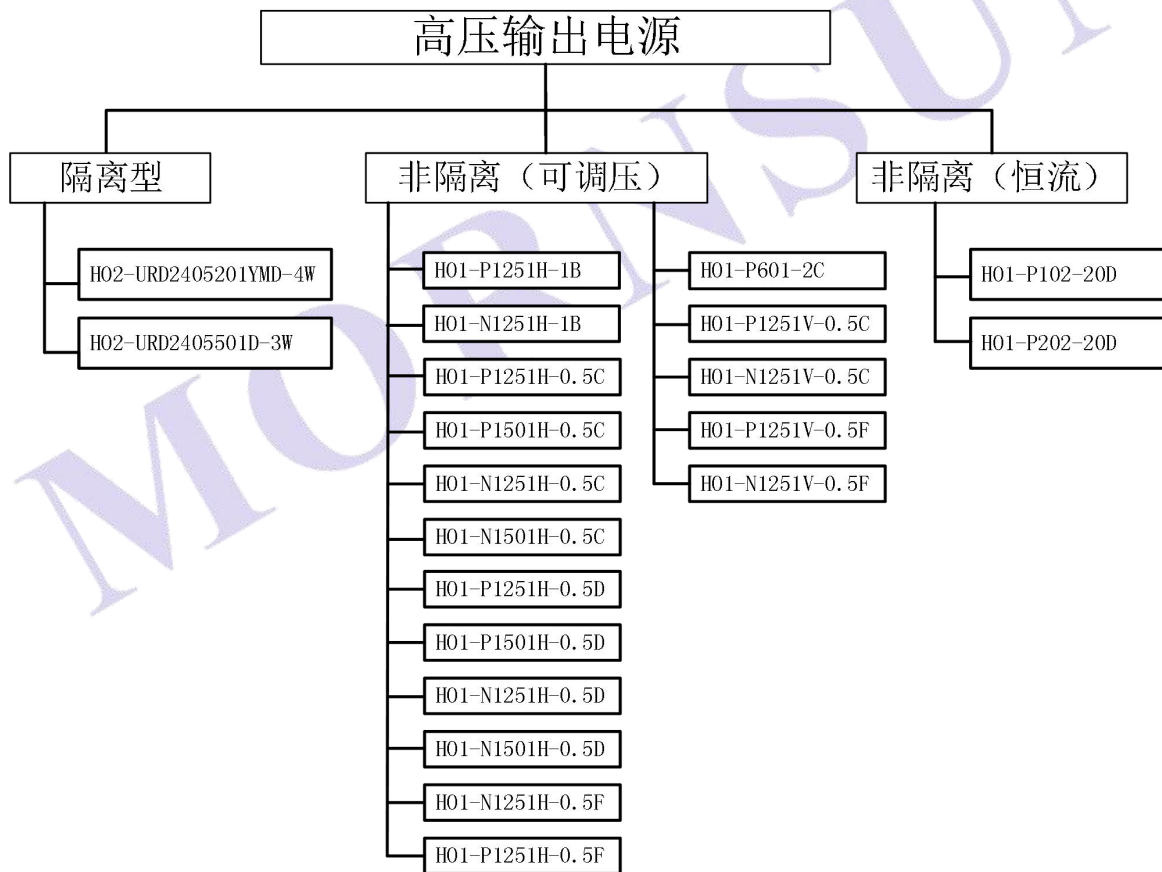 高压输出电源
隔离型
HO2-URD2405201YMD-4W
HO2-URD2405501D-3W
非隔离（可调压）
HO1-P1251H-1B
HO1-N1251H-1B
HO1-P1251H-0.5C
HO1-P1501H-0.5C
HO1-N1251H-0.5C
HO1-N1501H-0.5C
HO1-P1251H-0.5D
HO1-P1501H-0.5D
HO1-N1251H-0.5D
HO1-N1501H-0.5D
HO1-N1251H-0.5F
HO1-P1251H-0.5F
HO1-P601-2C
HO1-P1251V-0.5C
HO1-N1251V-0.5C
HO1-P1251V-0.5F
HO1-N1251V-0.5F
非隔离（恒流）
HO1-P102-20D
HO1-P202-20D
MORNSUN